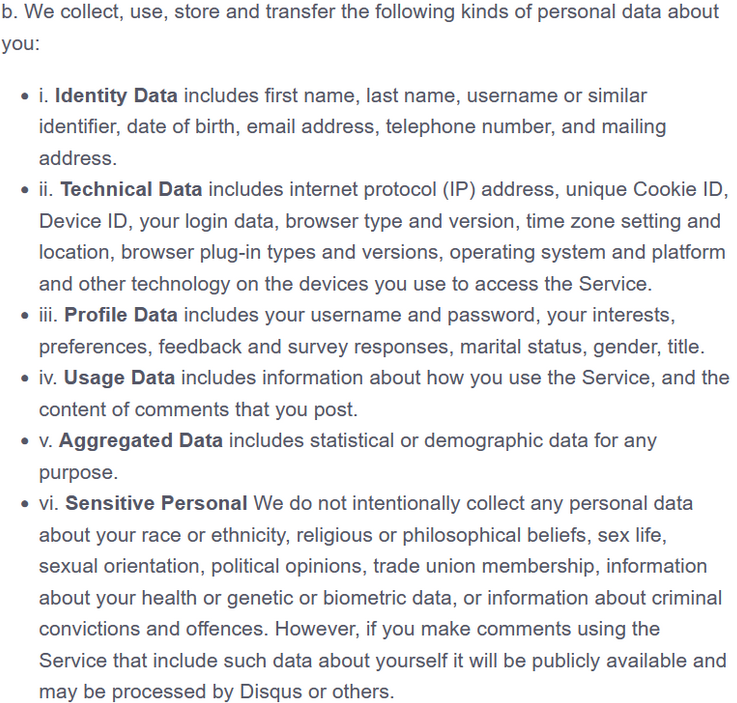 b. We collect, use, store and transfer the following kinds of personal data about
you:
• i. Identity Data includes first name, last name, username or similar
identifier, date of birth, email address, telephone number, and mailing
address.
• ii. Technical Data includes internet protocol (IP) address, unique Cookie ID,
Device ID, your login data, browser type and version, time zone setting and
location, browser plug-in types and versions, operating system and platform
and other technology on the devices you use to access the Service.
• iii. Profile Data includes your username and password, your interests,
preferences, feedback and survey responses, marital status, gender, title.
• iv. Usage Data includes information about how you use the Service, and the
content of comments that you post.
• v. Aggregated Data includes statistical or demographic data for any
purpose.
• vi. Sensitive Personal We do not intentionally collect any personal data
about your race or ethnicity, religious or philosophical beliefs, sex life,
sexual orientation, political opinions, trade union membership, information
about your health or genetic or biometric data, or information about criminal
convictions and offences. However, if you make comments using the
Service that include such data about yourself it will be publicly available and
may be processed by Disqus or others.